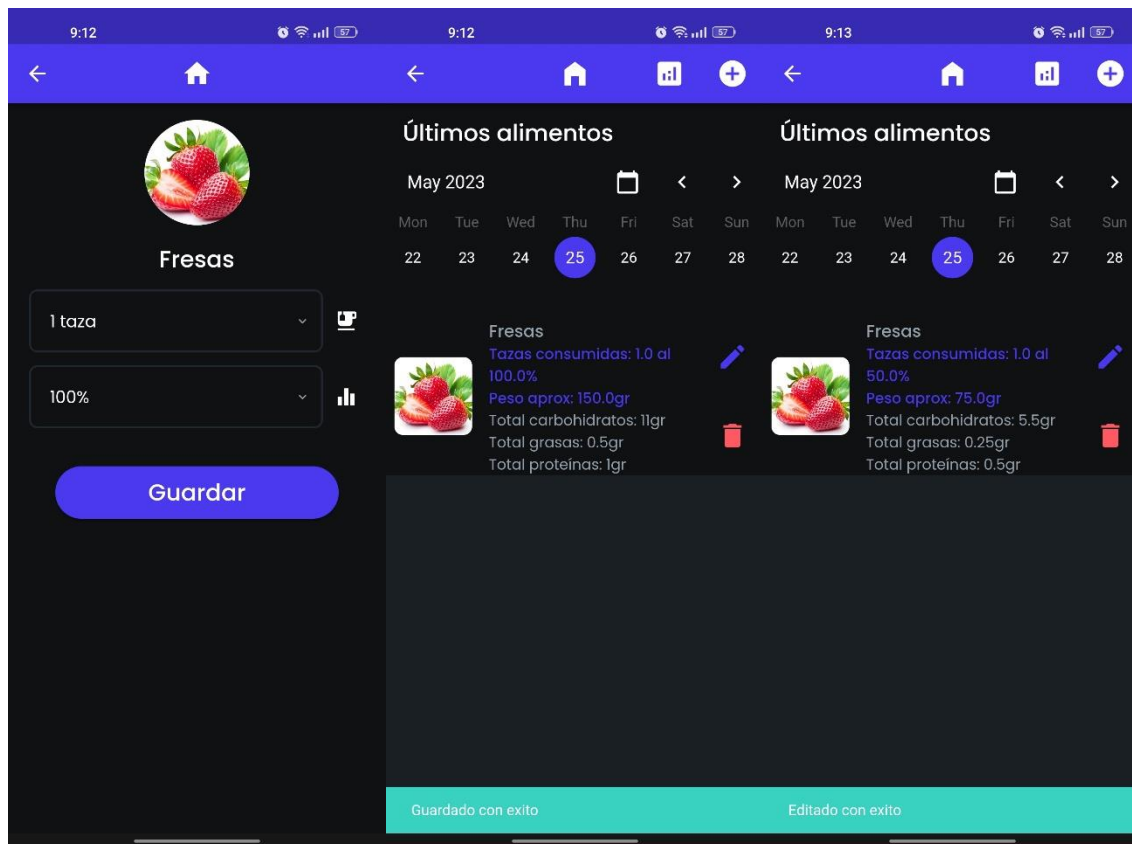 9:12
57
Fresas
1 taza
100%
Guardar
9:12
57
Últimos alimentos
May 2023
Mon Tue Wed Thu Fri Sat Sun
22 23 24 25 26 27 28
Fresas
Tazas consumidas: 1.0 al
100.0%
Peso aprox: 150.0gr
Total carbohidratos: 11gr
Total grasas: 0.5gr
Total proteínas: 1gr
Guardado con exito
9:13
57
Últimos alimentos
May 2023
Mon Tue Wed Thu Fri Sat Sun
22 23 24 25 26 27 28
Fresas
Tazas consumidas: 1.0 al
50.0%
Peso aprox: 75.0gr
Total carbohidratos: 5.5gr
Total grasas: 0.25gr
Total proteínas: 0.5gr
Editado con exito